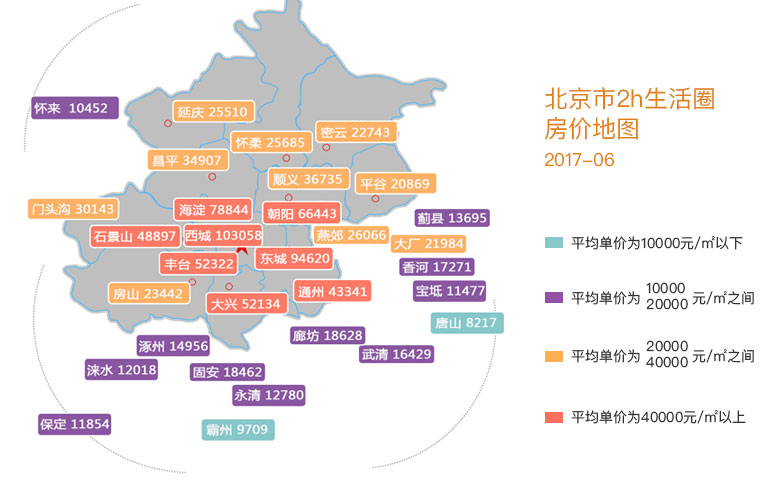 北京市2h生活圈
房价地图
2017-06
怀来 10452
延庆 25510
密云 22743
怀柔 25685
昌平 34907
顺义 36735
平谷 20869
门头沟 30143
海淀 78844
朝阳 66443
蓟县 13695
石景山 48897
西城 103058
燕郊 26066
大厂 21984
丰台 52322
东城 94620
香河 17271
房山 23442
大兴 52134
通州 43341
宝坻 11477
唐山 8217
涿州 14956
廊坊 18628
武清 16429
涞水 12018
固安 18462
永清 12780
保定 11854
霸州 9709
平均单价为10000元/㎡以下
平均单价为 10000 20000 元/㎡之间
平均单价为 20000 40000 元/㎡之间
平均单价为40000元/㎡以上